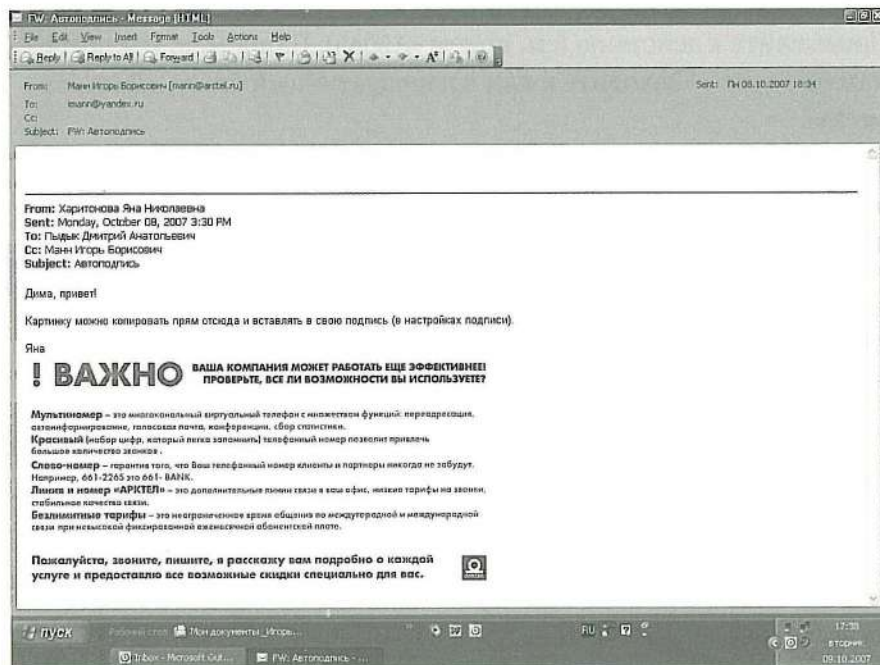 FW: Автоподпись - Message (HTML)
File Edit View Insert Format Tools Actions Help
Reply Reply to All Forward
From: Манн Игорь Борисович [mann@arctel.ru] Sent: Пн 08.10.2007 18:34
To: imann@yandex.ru
Cc:
Subject: FW: Автоподпись
From: Харитонова Яна Николаевна
Sent: Monday, October 08, 2007 3:30 PM
To: Пыдык Дмитрий Анатольевич
Cc: Манн Игорь Борисович
Subject: Автоподпись
Дима, привет!
Картинку можно копировать прям отсюда и вставлять в свою подпись (в настройках подписи).
Яна
! ВАЖНО
ВАША КОМПАНИЯ МОЖЕТ РАБОТАТЬ ЕЩЕ ЭФФЕКТИВНЕЕ!
ПРОВЕРЬТЕ, ВСЕ ЛИ ВОЗМОЖНОСТИ ВЫ ИСПОЛЬЗУЕТЕ?
Мультиномер – это многоканальный виртуальный телефон с множеством функций: переадресация,
автоинформирование, голосовая почта, конференции, сбор статистики.
Красивый (набор цифр, который легко запомнить) телефонный номер позволит привлечь
большое количество звонков .
Слово-номер – гарантия того, что Ваш телефонный номер клиенты и партнеры никогда не забудут.
Например, 661-2265 это 661- BANK.
Линия и номер «АРКТЕЛ» – это дополнительные линии связи в ваш офис, низкие тарифы на звонки,
стабильное качество связи.
Безлимитные тарифы – это неограниченное время общения по междугородной и международной
связи при невысокой фиксированной ежемесячной абонентской плате.
Пожалуйста, звоните, пишите, я расскажу вам подробно о каждой
услуге и предоставлю все возможные скидки специально для вас.
пуск Рабочий стол Мои документы_Игорь... RU 17:38
Inbox - Microsoft Out... FW: Автоподпись - ... вторник
09.10.2007